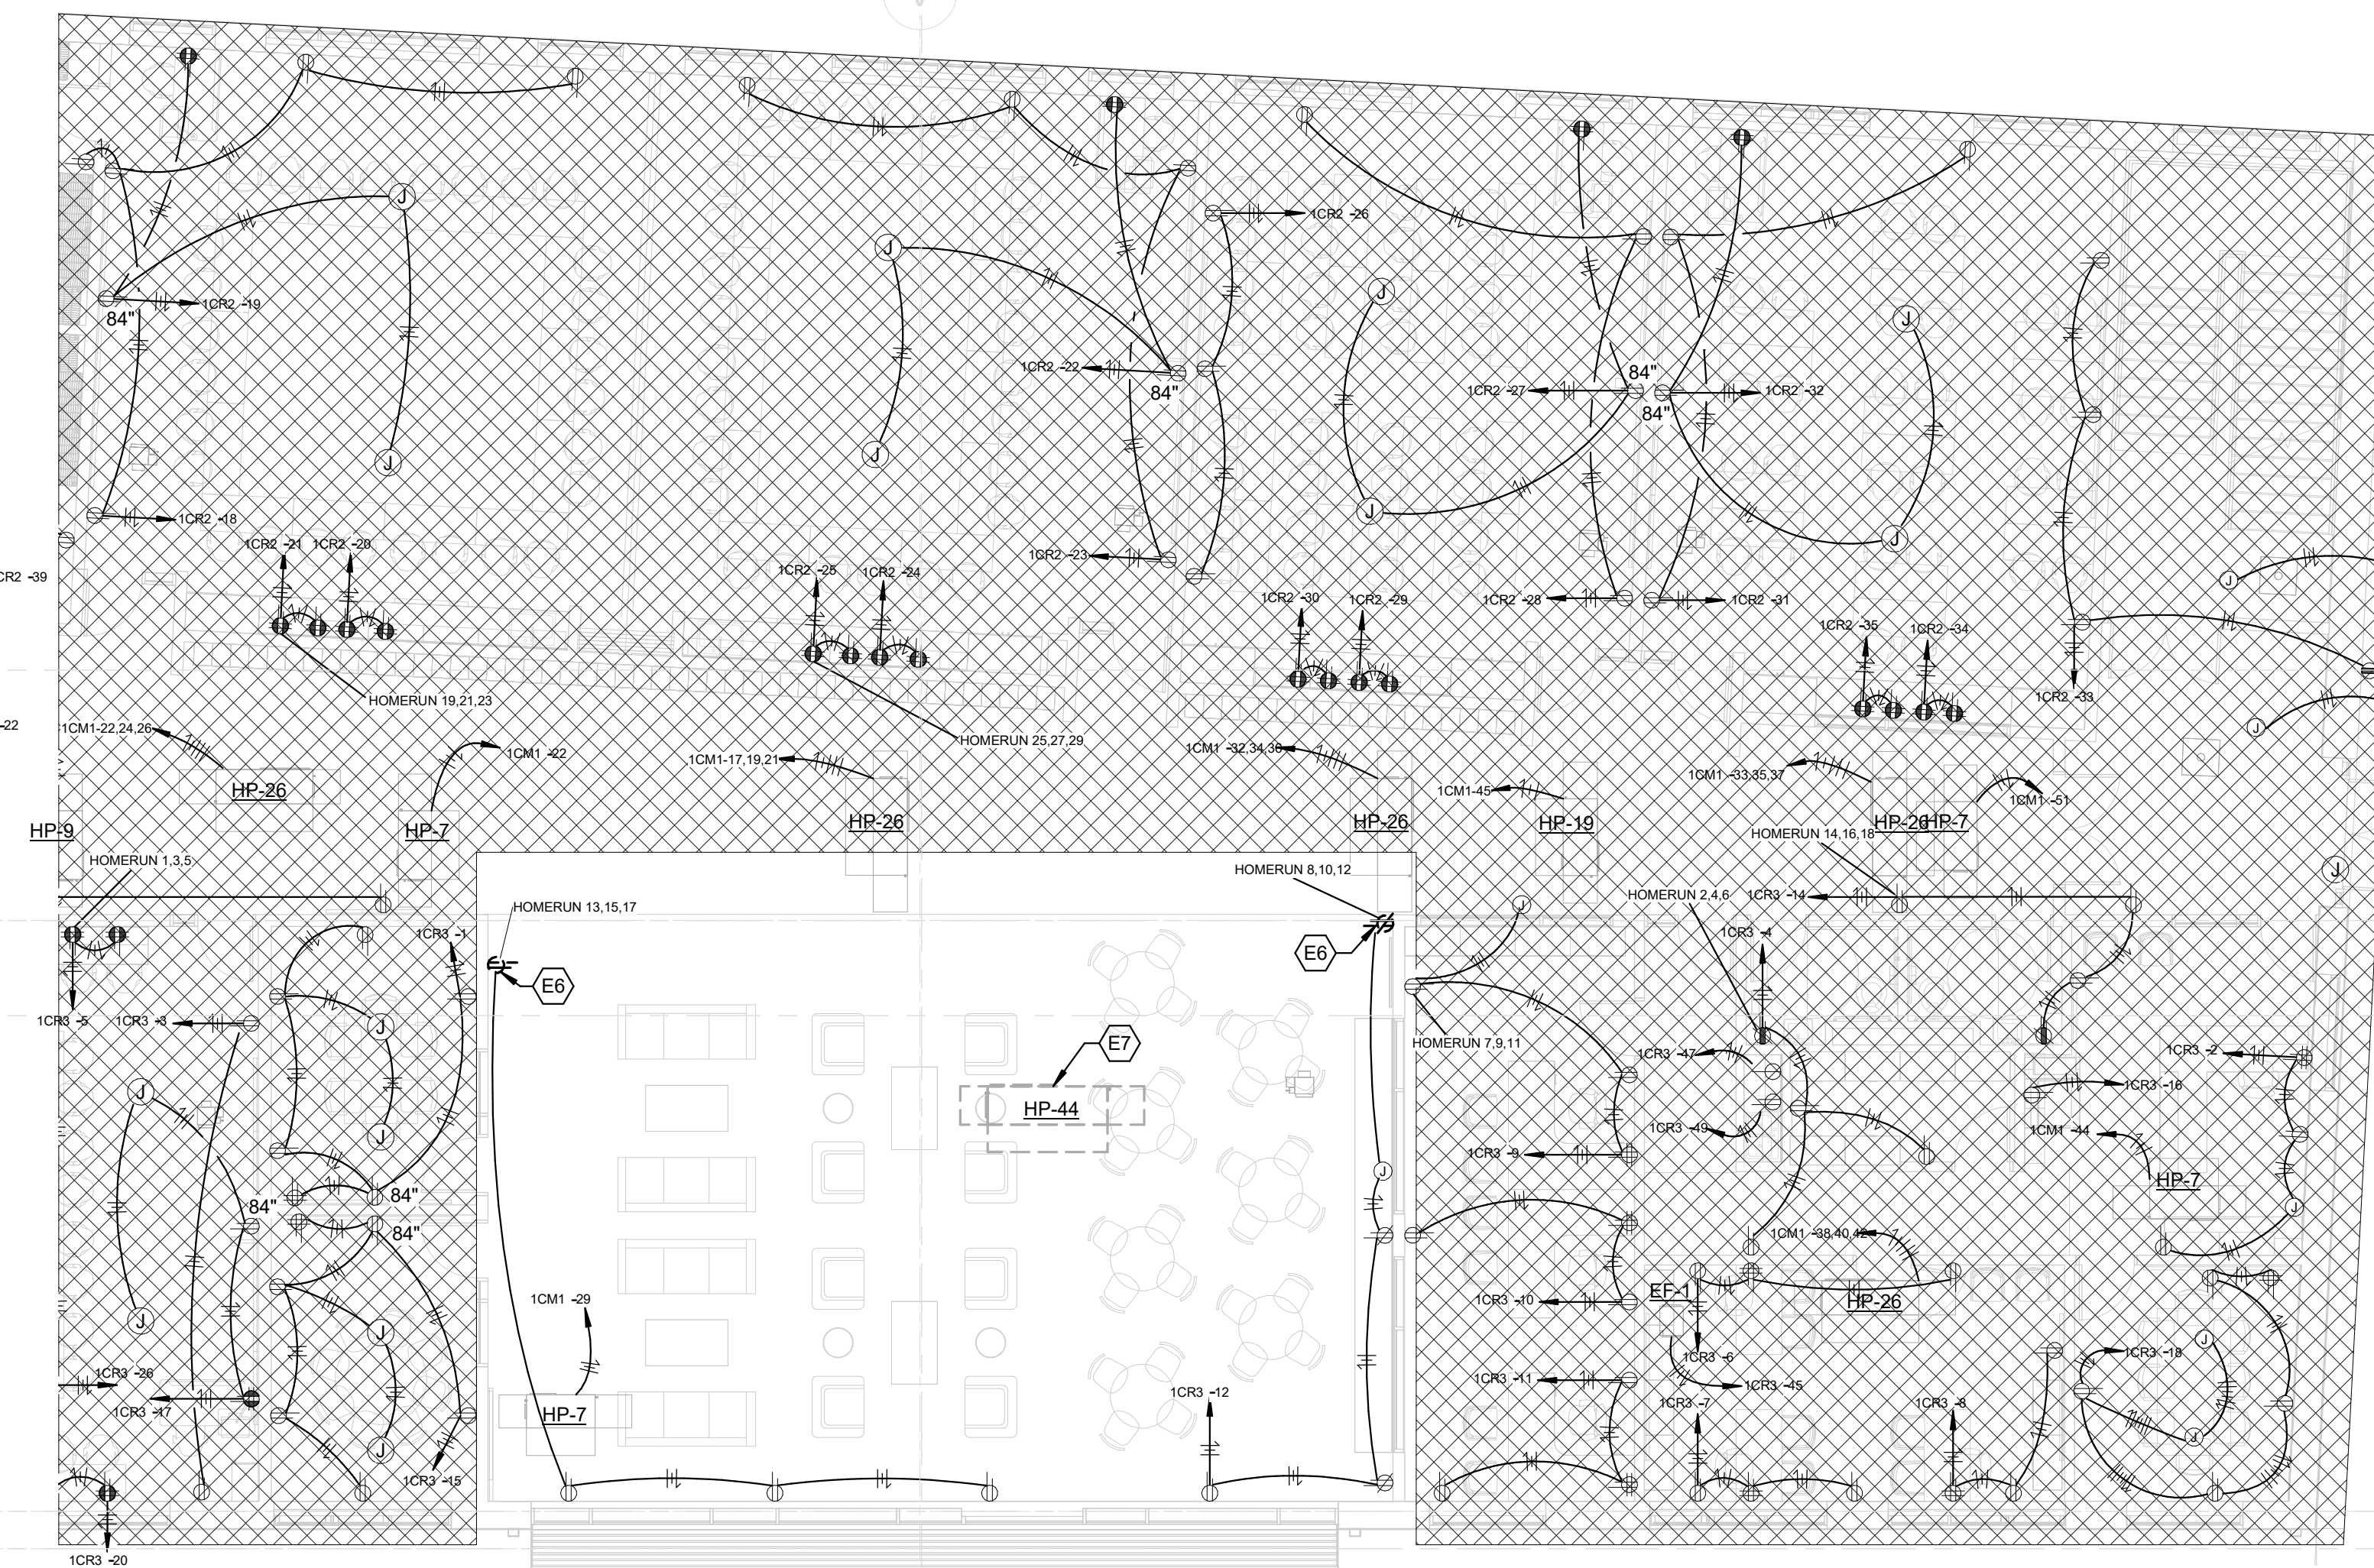 1CR2 -26
J
J
1CR2 -19
84"
J
J
J
1CR2 -22
84"
1CR2 -27
84"
84"
1CR2 -32
J
J
J
J
1CR2 -18
1CR2 -21
1CR2 -20
1CR2 -23
1CR2 -25
1CR2 -24
CR2 -39
1CR2 -30
1CR2 -29
1CR2 -28
1CR2 -31
J
1CR2 -35
1CR2 -34
HOMERUN 19,21,23
1CR2 -33
-22
1CM1-22,24,26
1CM1 -22
HOMERUN 25,27,29
J
1CM1-17,19,21
1CM1 -32,34,36
1CM1 -33,35,37
HP-26
1CM1-45
1CM1 -51
HP-9
HP-7
HP-26
HP-26
HP-19
HP-26
HP-7
HOMERUN 14,16,18
HOMERUN 1,3,5
HOMERUN 8,10,12
J
HOMERUN 13,15,17
HOMERUN 2,4,6
1CR3 -14
J
1CR3 -1
1CR3 -4
E6
E6
1CR3 -5
1CR3 -3
J
E7
HOMERUN 7,9,11
1CR3 -47
1CR3 -2
1CR3 -16
J
HP-44
J
1CR3 -49
1CM1 -44
1CR3 -9
J
HP-7
84"
84"
84"
J
1CM1 -38,40,42
1CM1 -29
EF-1
HP-26
1CR3 -10
J
J
J
1CR3 -6
1CR3 -18
1CR3 -26
1CR3 -11
1CR3 -45
1CR3 -12
1CR3 -17
HP-7
1CR3 -7
1CR3 -8
J
J
1CR3 -15
1CR3 -20